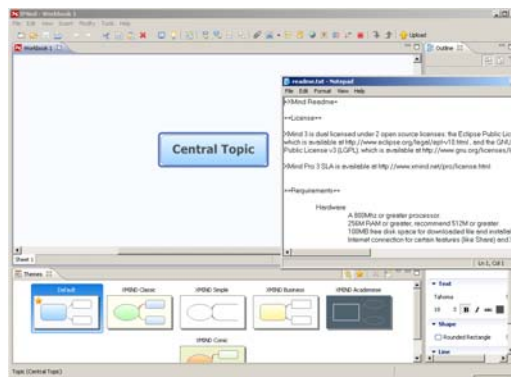 XMind
File Edit View Insert Modify Tools Help
Upload
Workbook 1
Outline
Central Topic
Sheet 1
readme.txt - Notepad
File Edit Format View Help
XMind Readme
==License==
XMind 3 is dual licensed under 2 open source licenses: the Eclipse Public Lic
which is available at http://www.eclipse.org/legal/epl-v10.html, and the GNU
Public License v3 (LGPL), which is available at http://www.gnu.org/licenses/
XMind Pro 3 SLA is available at http://www.xmind.net/pro/license.html
==Requirements==
Hardware
A 800Mhz or greater processor.
256M RAM or greater, recommend 512M or greater
100MB free disk space for downloaded file and installat
Internet connection for certain features (like Share) and
Ln 1, Col 1
Themes
Default
XMIND Classic
XMIND Simple
XMIND Business
XMIND Academese
XMIND Comic
Text
Tahoma
18
B I abc
Shape
Rounded Rectangle
Line
Topic (Central Topic)